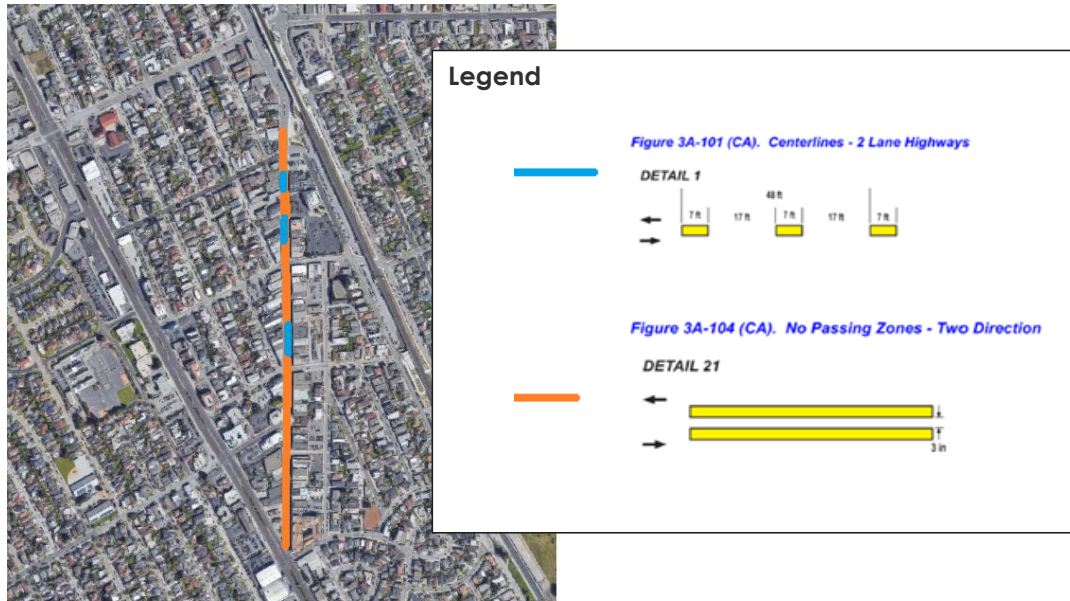 Legend
Figure 3A-101 (CA). Centerlines - 2 Lane Highways
DETAIL 1
48 ft
7 ft 17 ft 7 ft 17 ft 7 ft
Figure 3A-104 (CA). No Passing Zones - Two Direction
DETAIL 21
3 in